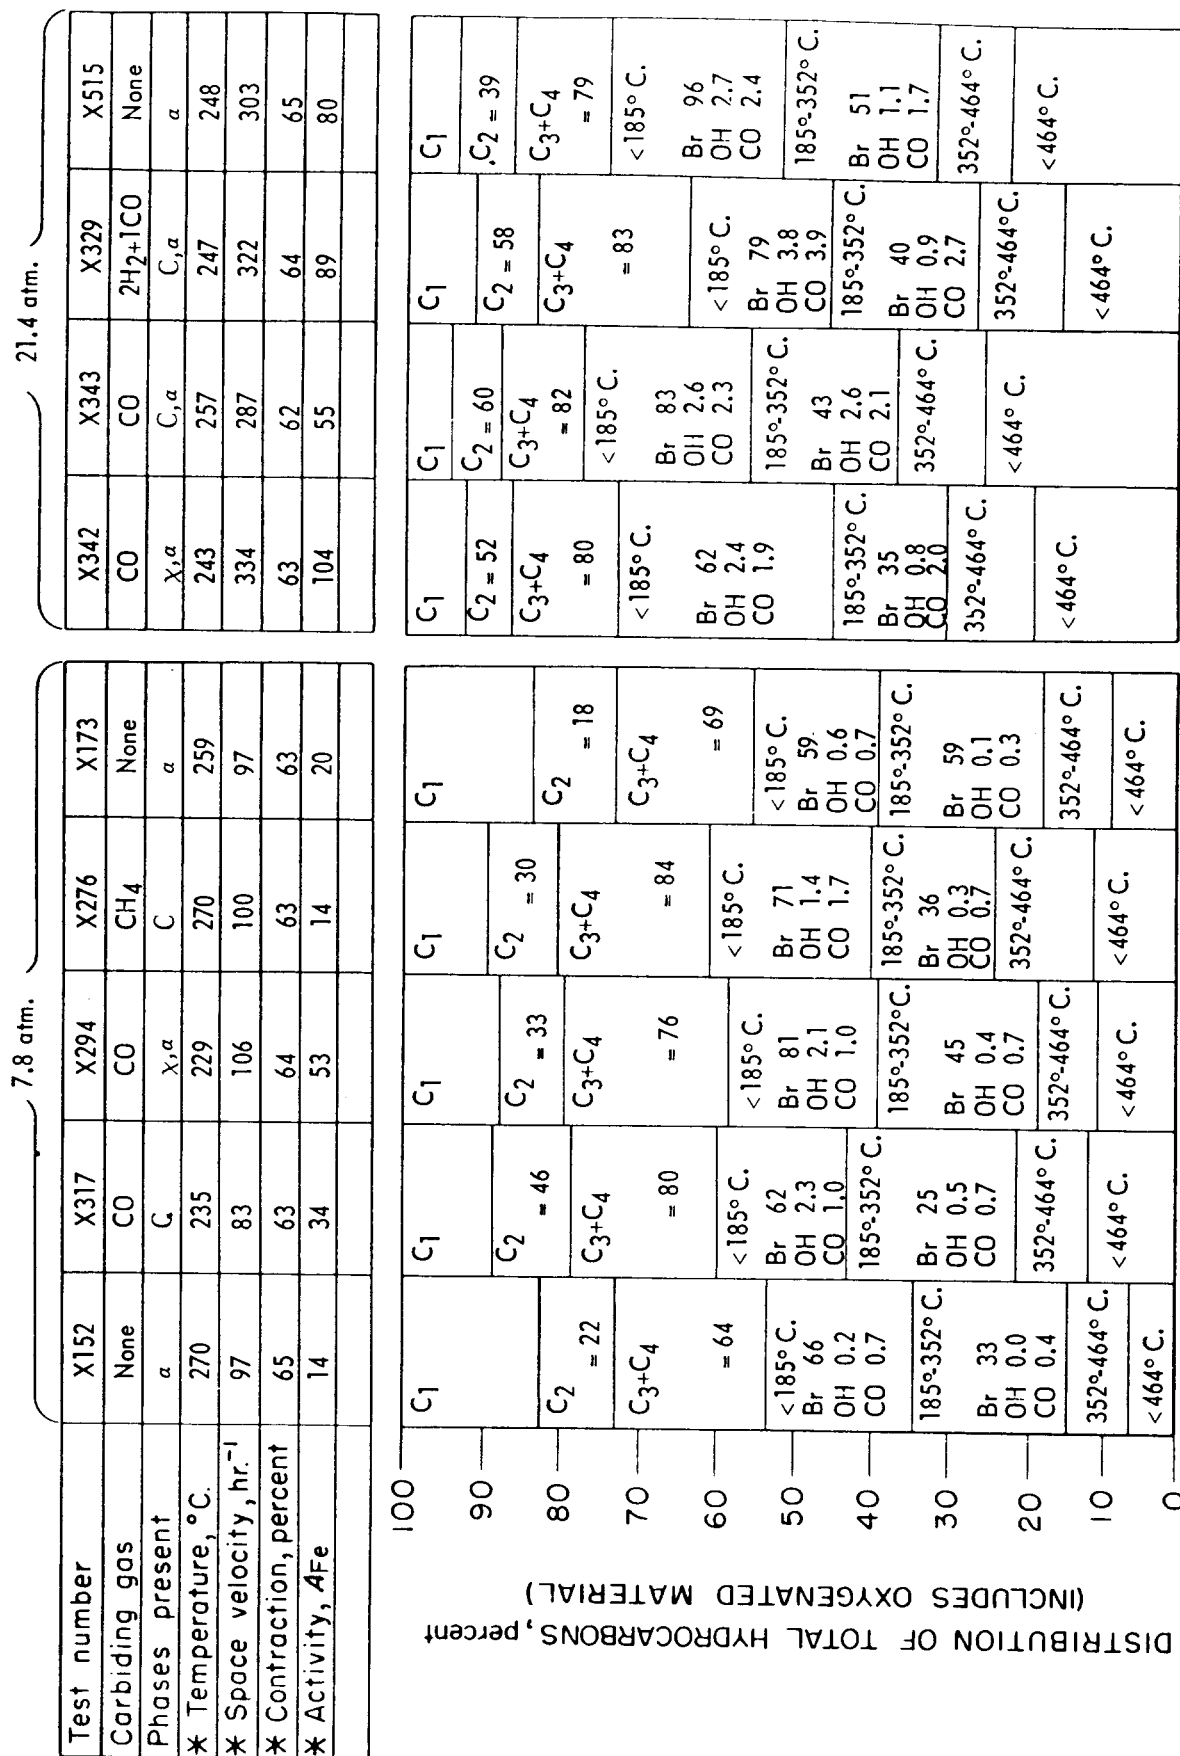 7.8 atm.
21.4 atm.
Test number X152 X317 X294 X276 X173 X342 X343 X329 X515
Carbiding gas None CO CO CH4 None CO CO 2H2+1CO None
Phases present α C χ,α C α χ,α C,α C,α α
* Temperature, °C. 270 235 229 270 259 243 257 247 248
* Space velocity, hr.-1 97 83 106 100 97 334 287 322 303
* Contraction, percent 65 63 64 63 63 63 62 64 65
* Activity, AFe 14 34 53 14 20 104 55 89 80
DISTRIBUTION OF TOTAL HYDROCARBONS, percent
(INCLUDES OXYGENATED MATERIAL)
100
90
80
70
60
50
40
30
20
10
0
C1
C2
= 22
C3+C4
= 64
<185° C.
Br 66
OH 0.2
CO 0.7
185°-352° C.
Br 33
OH 0.0
CO 0.4
352°-464° C.
<464° C.
C1
C2
= 46
C3+C4
= 80
<185° C.
Br 62
OH 2.3
CO 1.0
185°-352° C.
Br 25
OH 0.5
CO 0.7
352°-464° C.
<464° C.
C1
C2
= 33
C3+C4
= 76
<185° C.
Br 81
OH 2.1
CO 1.0
185°-352°C.
Br 45
OH 0.4
CO 0.7
352°-464° C.
<464° C.
C1
C2
= 30
C3+C4
= 84
<185° C.
Br 71
OH 1.4
CO 1.7
185°-352° C.
Br 36
OH 0.3
CO 0.7
352°-464° C.
<464° C.
C1
C2
= 18
C3+C4
= 69
<185° C.
Br 59
OH 0.6
CO 0.7
185°-352° C.
Br 59
OH 0.1
CO 0.3
352°-464° C.
<464° C.
C1
C2 = 52
C3+C4
= 80
<185° C.
Br 62
OH 2.4
CO 1.9
185°-352° C.
Br 35
OH 0.8
CO 2.0
352°-464° C.
<464° C.
C1
C2 = 60
C3+C4
= 82
<185° C.
Br 83
OH 2.6
CO 2.3
185°-352° C.
Br 43
OH 2.6
CO 2.1
352°-464° C.
<464° C.
C1
C2 = 58
C3+C4
= 83
<185° C.
Br 79
OH 3.8
CO 3.9
185°-352° C.
Br 40
OH 0.9
CO 2.7
352°-464° C.
<464° C.
C1
C2 = 39
C3+C4
= 79
<185° C.
Br 96
OH 2.7
CO 2.4
185°-352° C.
Br 51
OH 1.1
CO 1.7
352°-464° C.
<464° C.